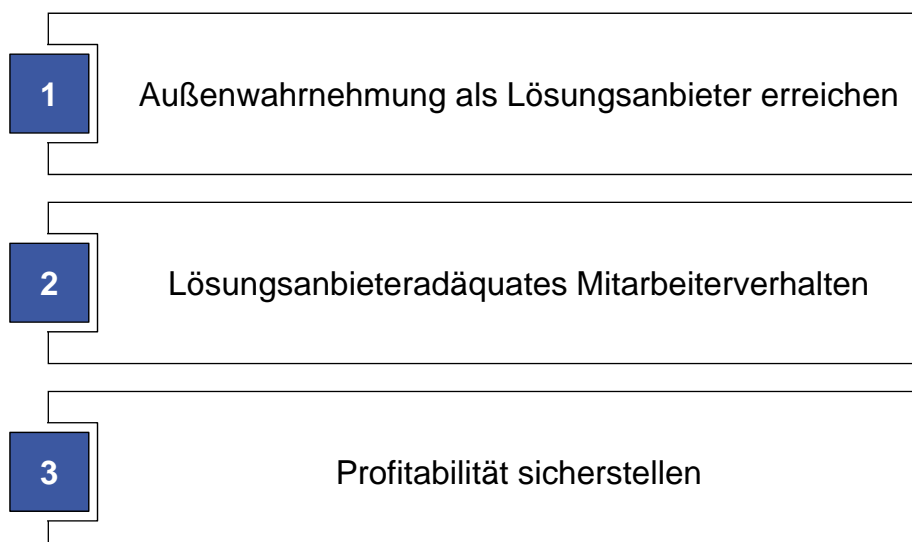 1
Außenwahrnehmung als Lösungsanbieter erreichen
2
Lösungsanbieteradäquates Mitarbeiterverhalten
3
Profitabilität sicherstellen